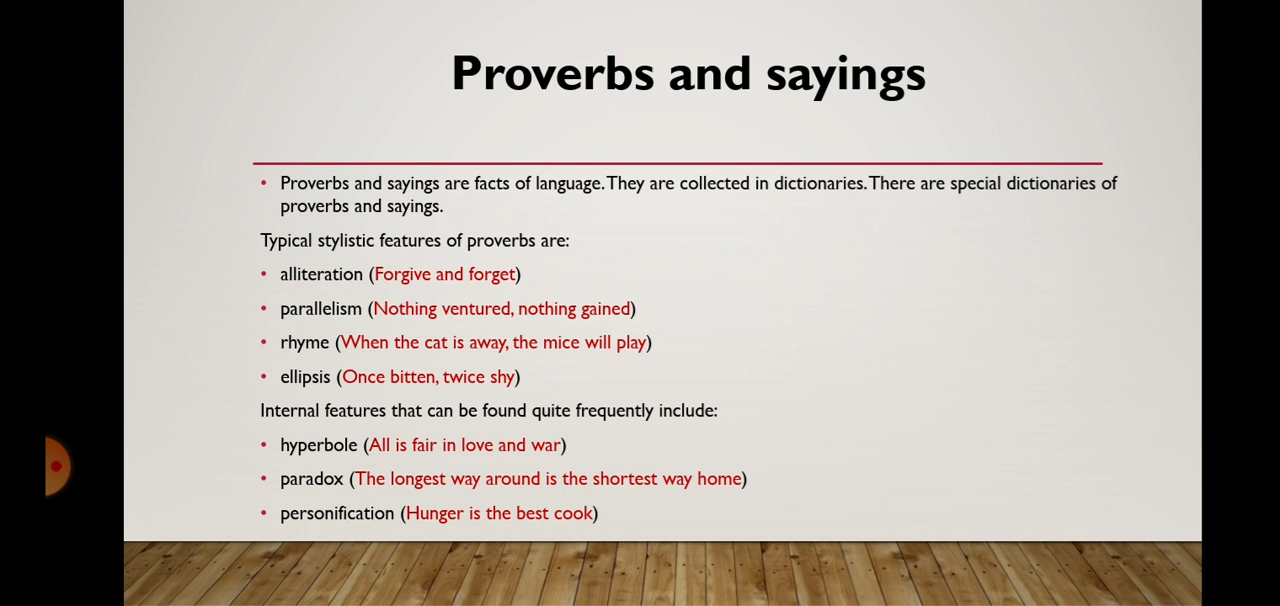 Proverbs and sayings
• Proverbs and sayings are facts of language. They are collected in dictionaries. There are special dictionaries of
proverbs and sayings.
Typical stylistic features of proverbs are:
• alliteration (Forgive and forget)
• parallelism (Nothing ventured, nothing gained)
• rhyme (When the cat is away, the mice will play)
• ellipsis (Once bitten, twice shy)
Internal features that can be found quite frequently include:
• hyperbole (All is fair in love and war)
• paradox (The longest way around is the shortest way home)
• personification (Hunger is the best cook)